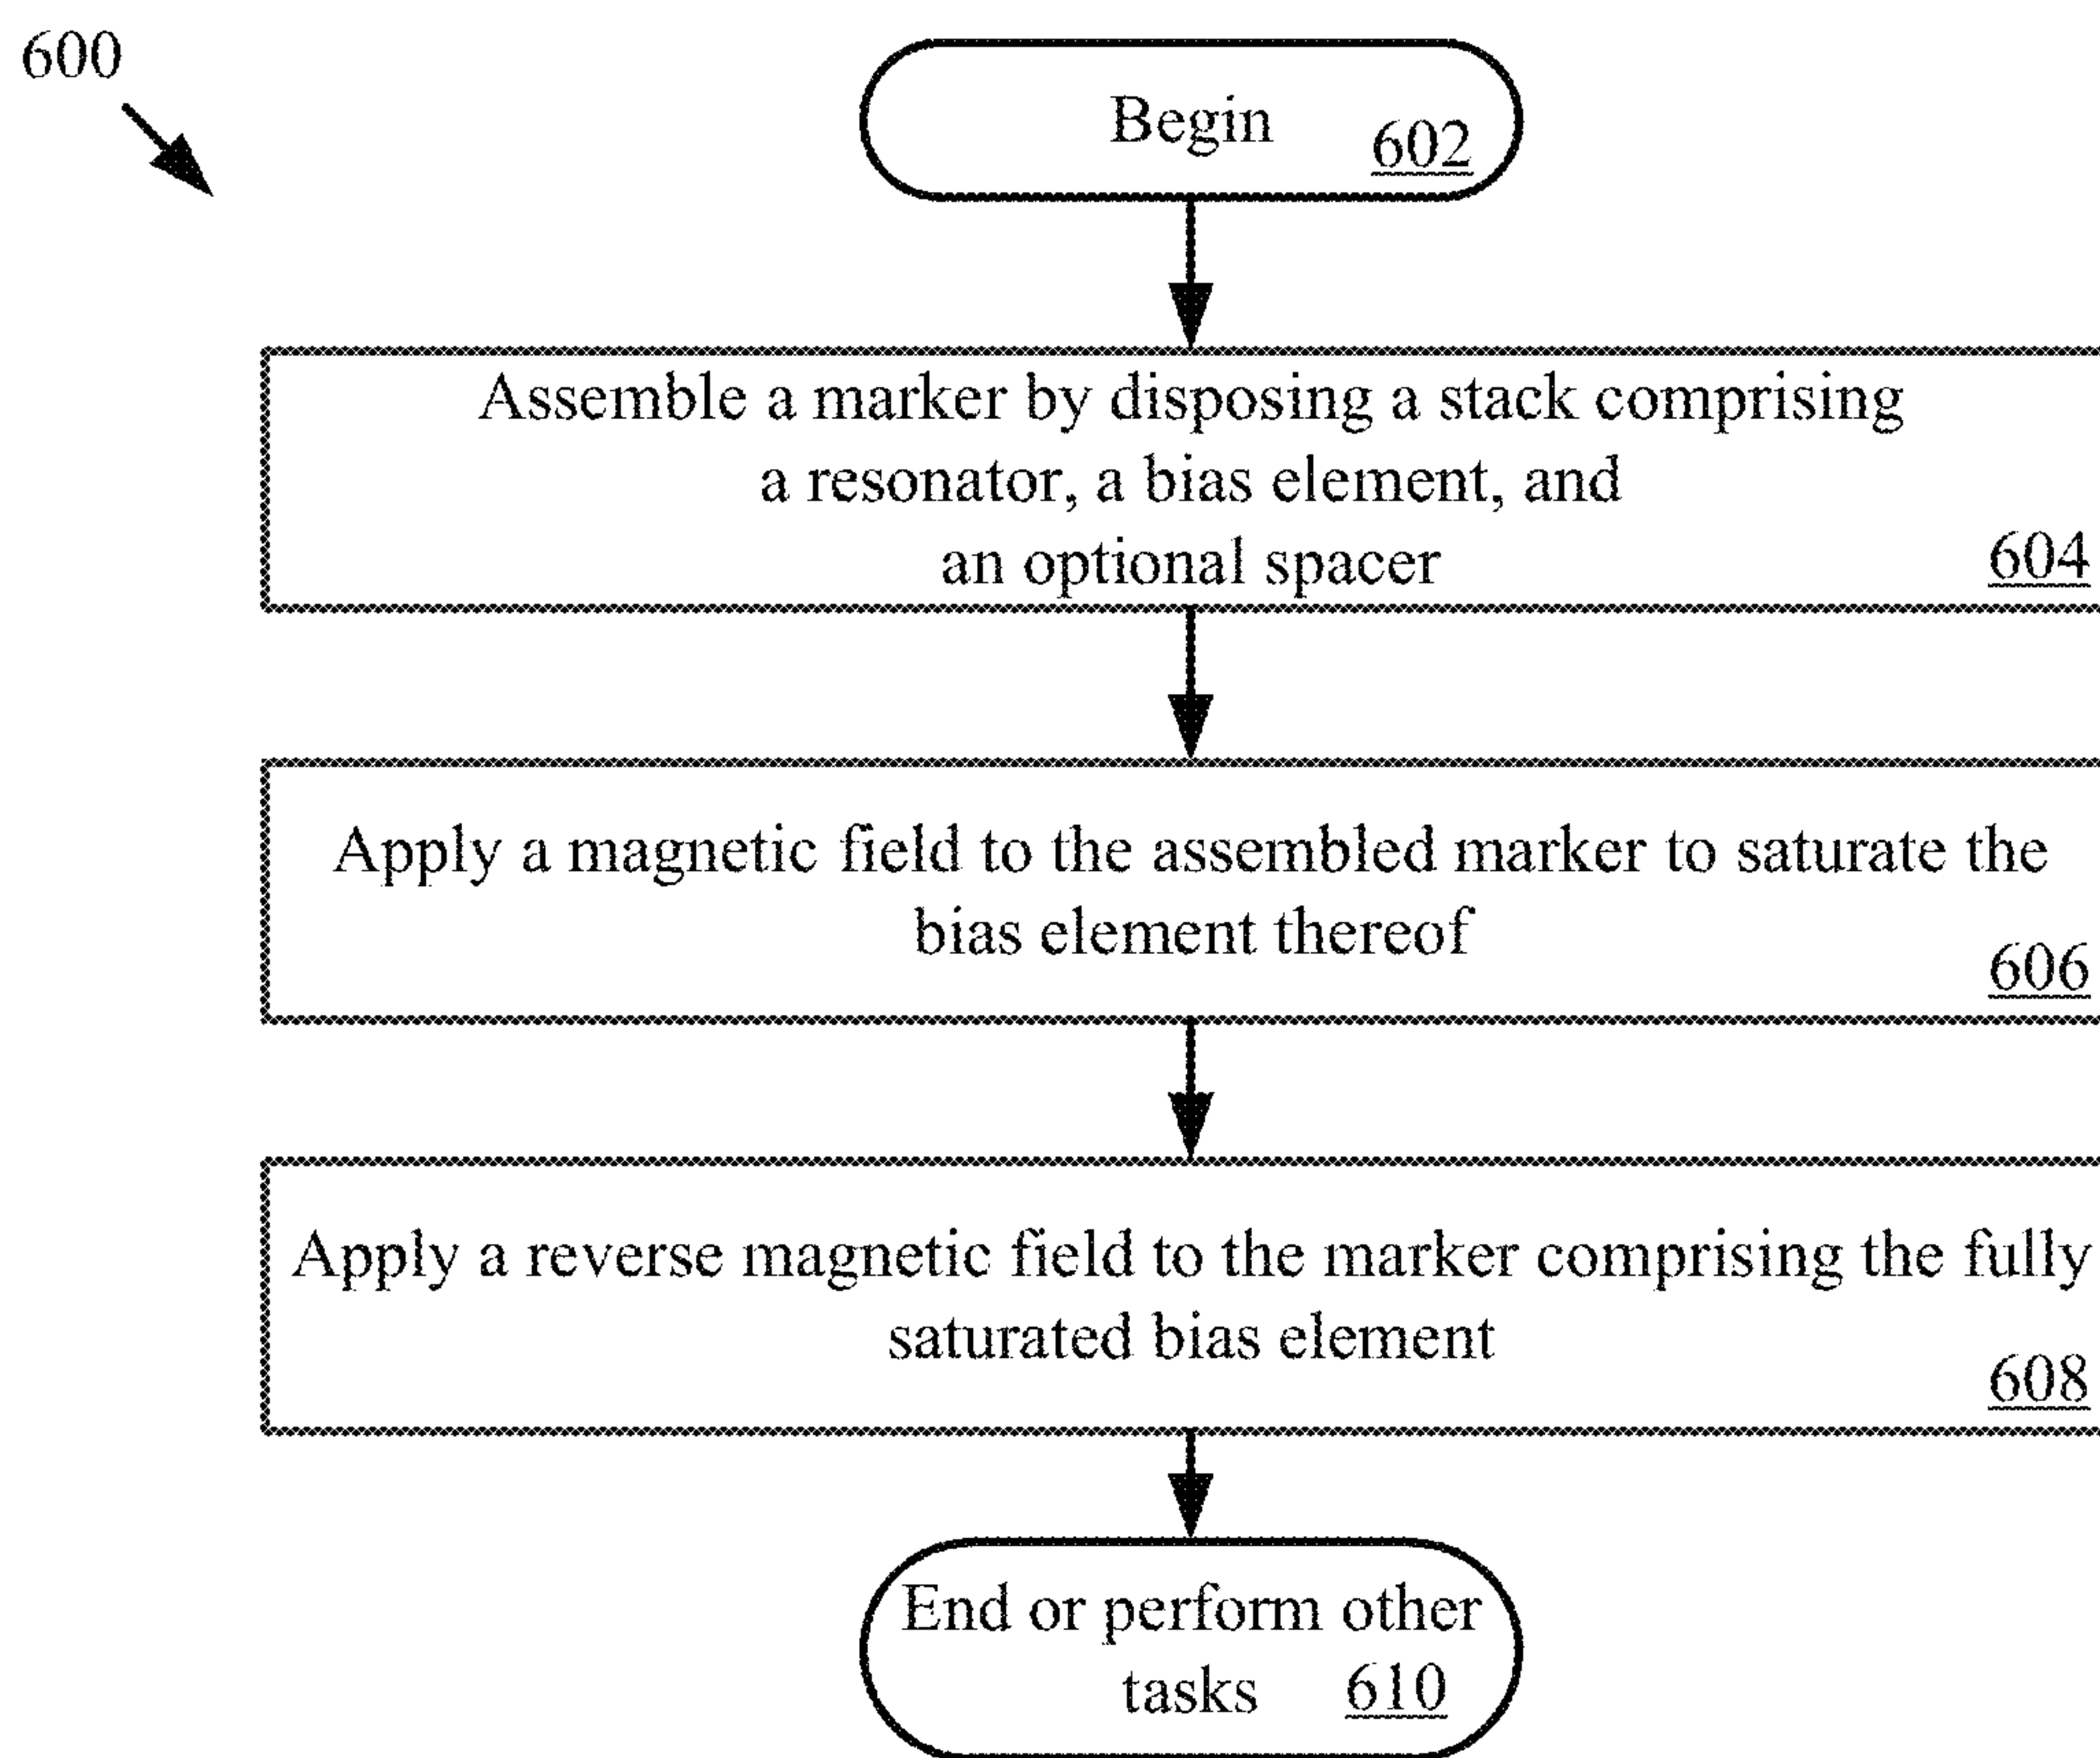 600
Begin 602
Assemble a marker by disposing a stack comprising
a resonator, a bias element, and
an optional spacer 604
Apply a magnetic field to the assembled marker to saturate the
bias element thereof
606
Apply a reverse magnetic field to the marker comprising the fully
saturated bias element
608
End or perform other
tasks 610